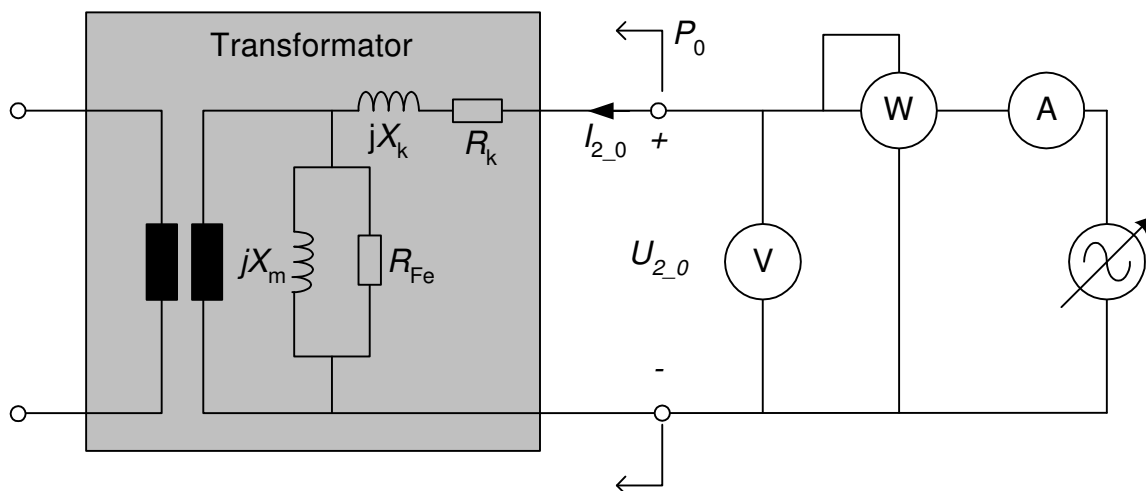 Transformator
P0
jXk
Rk
I2_0
+
W
A
jXm
RFe
U2_0
V
-